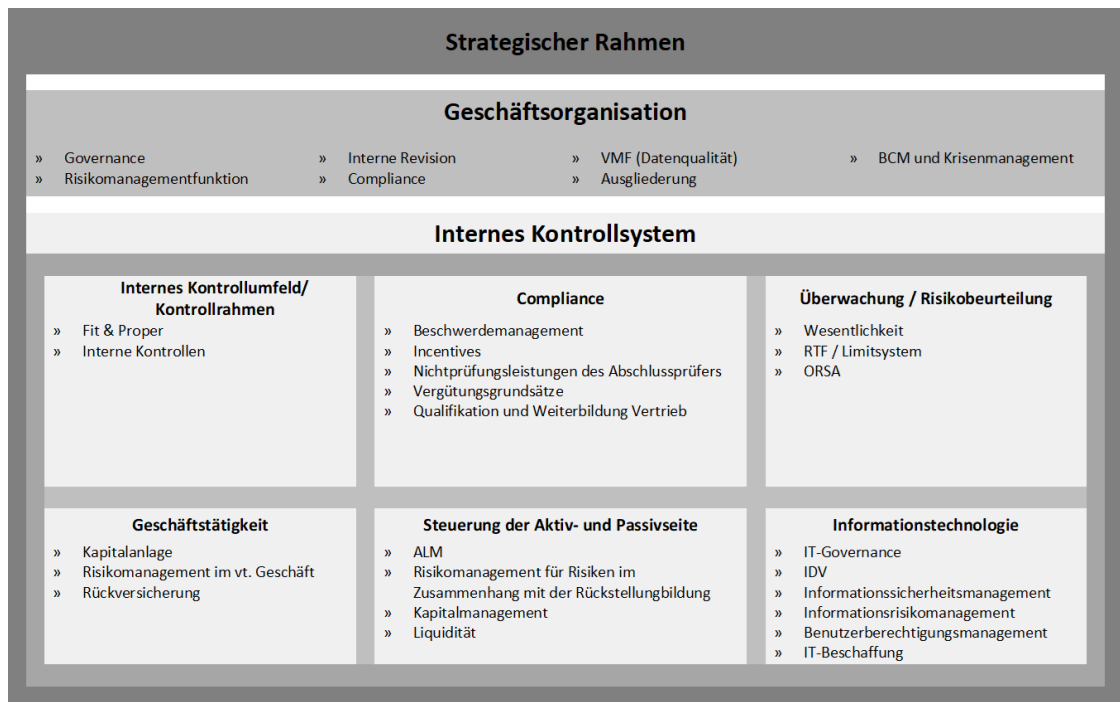 Strategischer Rahmen
Geschäftsorganisation
» Governance
» Risikomanagementfunktion
» Interne Revision
» Compliance
» VMF (Datenqualität)
» Ausgliederung
» BCM und Krisenmanagement
Internes Kontrollsystem
Internes Kontrollumfeld/
Kontrollrahmen
» Fit & Proper
» Interne Kontrollen
Compliance
» Beschwerdemanagement
» Incentives
» Nichtprüfungsleistungen des Abschlussprüfers
» Vergütungsgrundsätze
» Qualifikation und Weiterbildung Vertrieb
Überwachung / Risikobeurteilung
» Wesentlichkeit
» RTF / Limitsystem
» ORSA
Geschäftstätigkeit
» Kapitalanlage
» Risikomanagement im vt. Geschäft
» Rückversicherung
Steuerung der Aktiv- und Passivseite
» ALM
» Risikomanagement für Risiken im
Zusammenhang mit der Rückstellungbildung
» Kapitalmanagement
» Liquidität
Informationstechnologie
» IT-Governance
» IDV
» Informationssicherheitsmanagement
» Informationsrisikomanagement
» Benutzerberechtigungsmanagement
» IT-Beschaffung